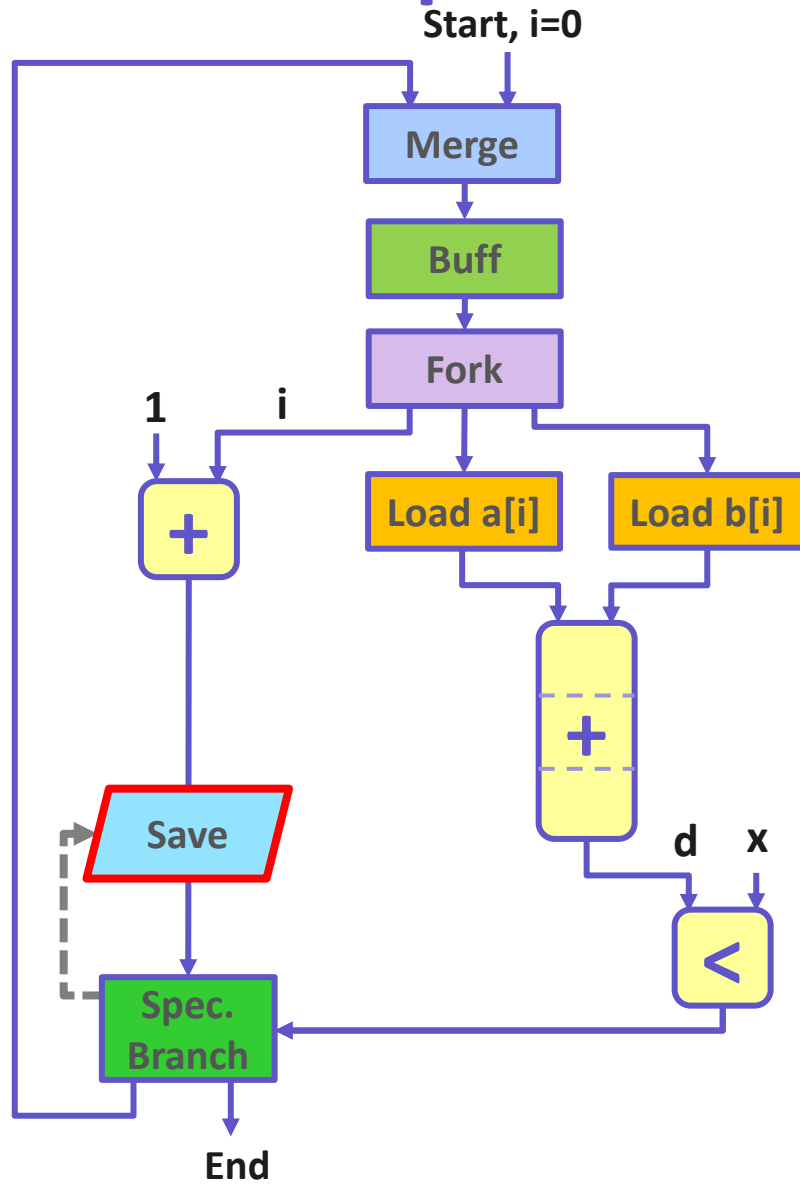 Start, i=0
Merge
Buff
Fork
1
i
+
Load a[i]
Load b[i]
+
Save
d
x
<
Spec.
Branch
End